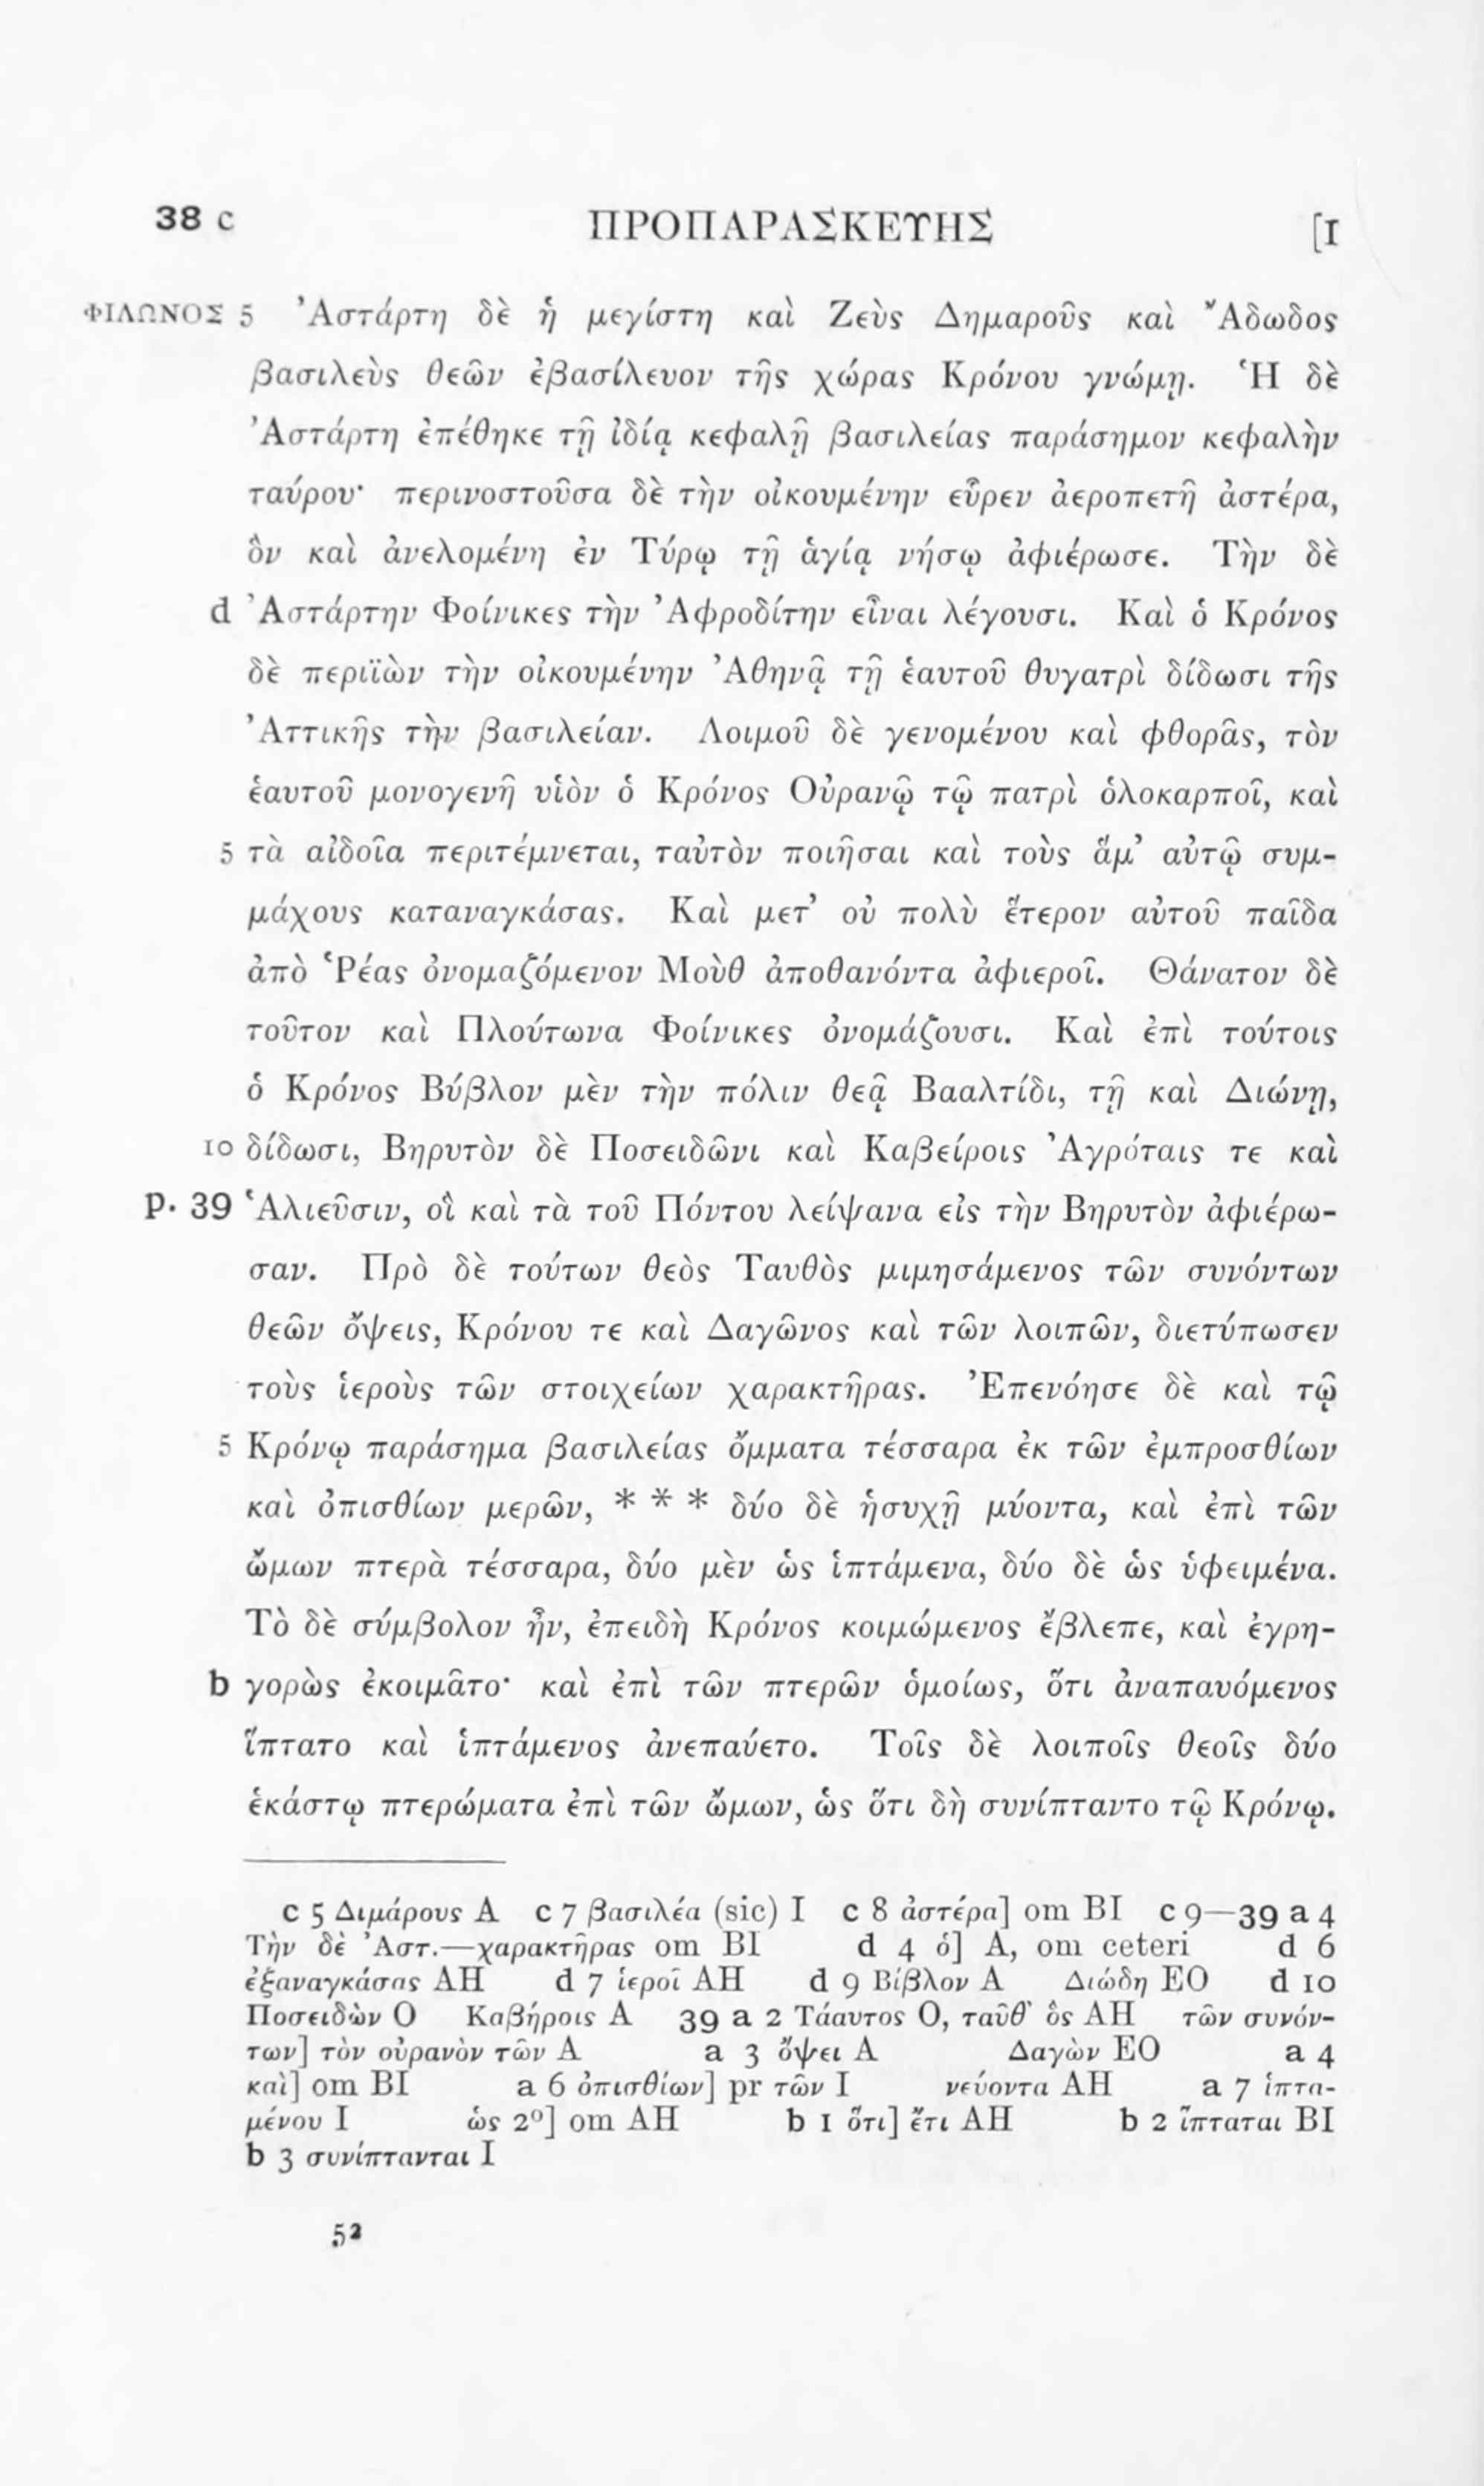 38 c ΠΡΟΠΑΡΑΣΚΕΥΗΣ [I
ΦΙΛΩΝΟΣ 5 Ἀστάρτη δὲ ἡ μεγίστη καὶ Ζεὺς Δημαροῦς καὶ Ἄδωδος
βασιλεὺς θεῶν ἐβασίλευον τῆς χώρας Κρόνου γνώμῃ. Ἡ δὲ
Ἀστάρτη ἐπέθηκε τῇ ἰδίᾳ κεφαλῇ βασιλείας παράσημον κεφαλὴν
ταύρου· περινοστοῦσα δὲ τὴν οἰκουμένην εὗρεν ἀεροπετῆ ἀστέρα,
ὃν καὶ ἀνελομένη ἐν Τύρῳ τῇ ἁγίᾳ νήσῳ ἀφιέρωσε. Τὴν δὲ
d Ἀστάρτην Φοίνικες τὴν Ἀφροδίτην εἶναι λέγουσι. Καὶ ὁ Κρόνος
δὲ περιϊὼν τὴν οἰκουμένην Ἀθηνᾷ τῇ ἑαυτοῦ θυγατρὶ δίδωσι τῆς
Ἀττικῆς τὴν βασιλείαν. Λοιμοῦ δὲ γενομένου καὶ φθορᾶς, τὸν
ἑαυτοῦ μονογενῆ υἱὸν ὁ Κρόνος Οὐρανῷ τῷ πατρὶ ὁλοκαρποῖ, καὶ
5 τὰ αἰδοῖα περιτέμνεται, ταὐτὸν ποιῆσαι καὶ τοὺς ἅμ’ αὐτῷ συμ-
μάχους καταναγκάσας. Καὶ μετ’ οὐ πολὺ ἕτερον αὐτοῦ παῖδα
ἀπὸ Ῥέας ὀνομαζόμενον Μοὺθ ἀποθανόντα ἀφιεροῖ. Θάνατον δὲ
τοῦτον καὶ Πλούτωνα Φοίνικες ὀνομάζουσι. Καὶ ἐπὶ τούτοις
ὁ Κρόνος Βύβλον μὲν τὴν πόλιν θεᾷ Βααλτίδι, τῇ καὶ Διώνῃ,
10 δίδωσι, Βηρυτὸν δὲ Ποσειδῶνι καὶ Καβείροις Ἀγρόταις τε καὶ
p. 39 Ἁλιεῦσιν, οἳ καὶ τὰ τοῦ Πόντου λείψανα εἰς τὴν Βηρυτὸν ἀφιέρω-
σαν. Πρὸ δὲ τούτων θεὸς Ταυθὸς μιμησάμενος τῶν συνόντων
θεῶν ὄψεις, Κρόνου τε καὶ Δαγῶνος καὶ τῶν λοιπῶν, διετύπωσεν
τοὺς ἱεροὺς τῶν στοιχείων χαρακτῆρας. Ἐπενόησε δὲ καὶ τῷ
5 Κρόνῳ παράσημα βασιλείας ὄμματα τέσσαρα ἐκ τῶν ἐμπροσθίων
καὶ ὀπισθίων μερῶν, * * * δύο δὲ ἡσυχῇ μύοντα, καὶ ἐπὶ τῶν
ὤμων πτερὰ τέσσαρα, δύο μὲν ὡς ἱπτάμενα, δύο δὲ ὡς ὑφειμένα.
Τὸ δὲ σύμβολον ἦν, ἐπειδὴ Κρόνος κοιμώμενος ἔβλεπε, καὶ ἐγρη-
b γορὼς ἐκοιμᾶτο· καὶ ἐπὶ τῶν πτερῶν ὁμοίως, ὅτι ἀναπαυόμενος
ἵπτατο καὶ ἱπτάμενος ἀνεπαύετο. Τοῖς δὲ λοιποῖς θεοῖς δύο
ἑκάστῳ πτερώματα ἐπὶ τῶν ὤμων, ὡς ὅτι δὴ συνίπταντο τῷ Κρόνῳ.
c 5 Διμάρους A c 7 βασιλέα (sic) I c 8 ἀστέρα] om BI c 9—39 a 4
Τὴν δὲ Ἀστ.—χαρακτῆρας om BI d 4 ὁ] A, om ceteri d 6
ἐξαναγκάσας AH d 7 ἱεροῖ AH d 9 Βίβλον A Διώδη EO d 10
Ποσειδὼν O Καβήροις A 39 a 2 Τάαυτος O, ταῦθ’ ὃς AH τῶν συνόν-
των] τὸν οὐρανὸν τῶν A a 3 ὄψει A Δαγὼν EO a 4
καὶ] om BI a 6 ὀπισθίων] pr τῶν I νεύοντα AH a 7 ἱπτα-
μένου I ὡς 2º] om AH b 1 ὅτι] ἔτι AH b 2 ἵπταται BI
b 3 συνίπτανται I
52